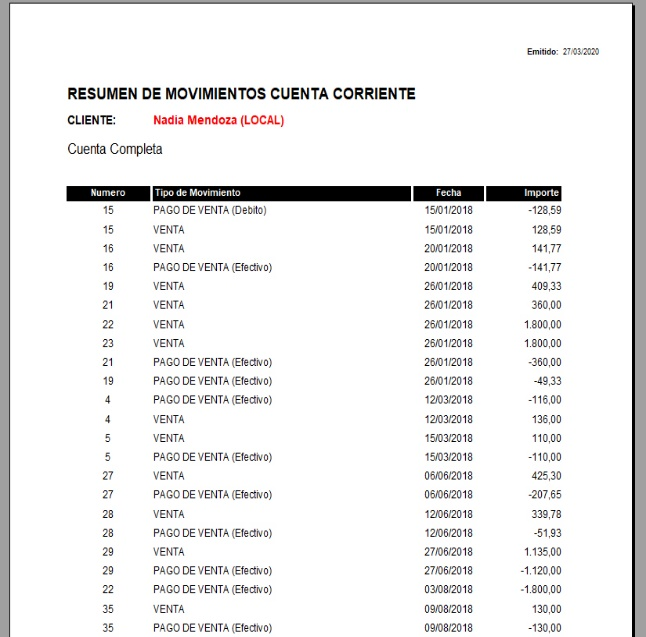 Emitido: 27/03/2020
RESUMEN DE MOVIMIENTOS CUENTA CORRIENTE
CLIENTE: Nadia Mendoza (LOCAL)
Cuenta Completa
Numero Tipo de Movimiento Fecha Importe
15 PAGO DE VENTA (Debito) 15/01/2018 -128,59
15 VENTA 15/01/2018 128,59
16 VENTA 20/01/2018 141,77
16 PAGO DE VENTA (Efectivo) 20/01/2018 -141,77
19 VENTA 26/01/2018 409,33
21 VENTA 26/01/2018 360,00
22 VENTA 26/01/2018 1.800,00
23 VENTA 26/01/2018 1.800,00
21 PAGO DE VENTA (Efectivo) 26/01/2018 -360,00
19 PAGO DE VENTA (Efectivo) 26/01/2018 -49,33
4 PAGO DE VENTA (Efectivo) 12/03/2018 -116,00
4 VENTA 12/03/2018 136,00
5 VENTA 15/03/2018 110,00
5 PAGO DE VENTA (Efectivo) 15/03/2018 -110,00
27 VENTA 06/06/2018 425,30
27 PAGO DE VENTA (Efectivo) 06/06/2018 -207,65
28 VENTA 12/06/2018 339,78
28 PAGO DE VENTA (Efectivo) 12/06/2018 -51,93
29 VENTA 27/06/2018 1.135,00
29 PAGO DE VENTA (Efectivo) 27/06/2018 -1.120,00
22 PAGO DE VENTA (Efectivo) 03/08/2018 -1.800,00
35 VENTA 09/08/2018 130,00
35 PAGO DE VENTA (Efectivo) 09/08/2018 -130,00